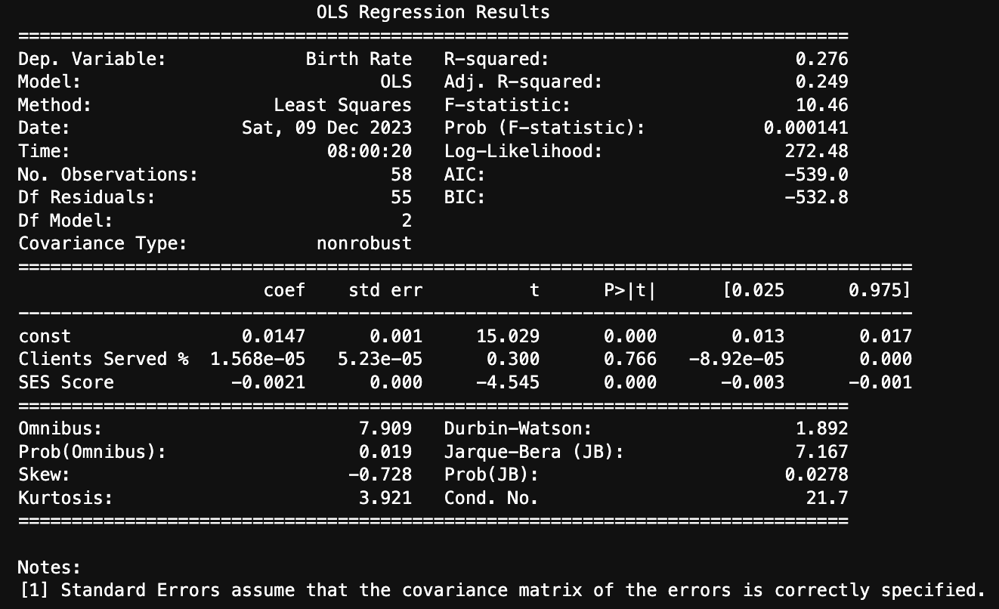 OLS Regression Results
==============================================================================
Dep. Variable:             Birth Rate   R-squared:                       0.276
Model:                            OLS   Adj. R-squared:                  0.249
Method:                 Least Squares   F-statistic:                     10.46
Date:                Sat, 09 Dec 2023   Prob (F-statistic):           0.000141
Time:                        08:00:20   Log-Likelihood:                 272.48
No. Observations:                  58   AIC:                            -539.0
Df Residuals:                      55   BIC:                            -532.8
Df Model:                           2
Covariance Type:            nonrobust
====================================================================================
                       coef    std err          t      P>|t|      [0.025      0.975]
------------------------------------------------------------------------------------
const                0.0147      0.001     15.029      0.000       0.013       0.017
Clients Served %  1.568e-05   5.23e-05      0.300      0.766   -8.92e-05       0.000
SES Score           -0.0021      0.000     -4.545      0.000      -0.003      -0.001
==============================================================================
Omnibus:                        7.909   Durbin-Watson:                   1.892
Prob(Omnibus):                  0.019   Jarque-Bera (JB):                7.167
Skew:                          -0.728   Prob(JB):                       0.0278
Kurtosis:                       3.921   Cond. No.                         21.7
==============================================================================
Notes:
[1] Standard Errors assume that the covariance matrix of the errors is correctly specified.